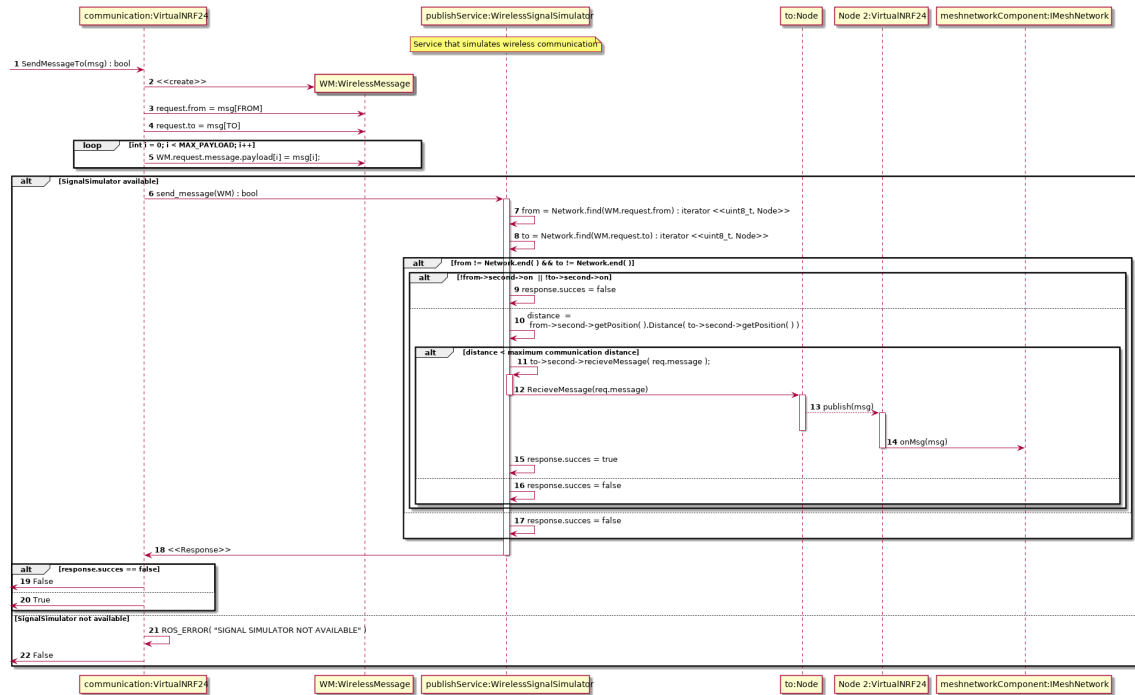 communication:VirtualNRF24
publishService:WirelessSignalSimulator
to:Node
Node 2:VirtualNRF24
meshnetworkComponent:IMeshNetwork
Service that simulates wireless communication
1 SendMessageTo(msg) : bool
2 <<create>>
WM:WirelessMessage
3 request.from = msg[FROM]
4 request.to = msg[TO]
loop [int i = 0; i < MAX_PAYLOAD; i++]
5 WM.request.message.payload[i] = msg[i];
alt [SignalSimulator available]
6 send_message(WM) : bool
7 from = Network.find(WM.request.from) : iterator <<uint8_t, Node>>
8 to = Network.find(WM.request.to) : iterator <<uint8_t, Node>>
alt [from != Network.end( ) && to != Network.end( )]
alt [!from->second->on || !to->second->on]
9 response.succes = false
10 distance =
from->second->getPosition( ).Distance( to->second->getPosition( ) )
alt [distance < maximum communication distance]
11 to->second->recieveMessage( req.message );
12 RecieveMessage(req.message)
13 publish(msg)
14 onMsg(msg)
15 response.succes = true
16 response.succes = false
17 response.succes = false
18 <<Response>>
alt [response.succes == false]
19 False
20 True
[SignalSimulator not available]
21 ROS_ERROR( "SIGNAL SIMULATOR NOT AVAILABLE" )
22 False
communication:VirtualNRF24
WM:WirelessMessage
publishService:WirelessSignalSimulator
to:Node
Node 2:VirtualNRF24
meshnetworkComponent:IMeshNetwork